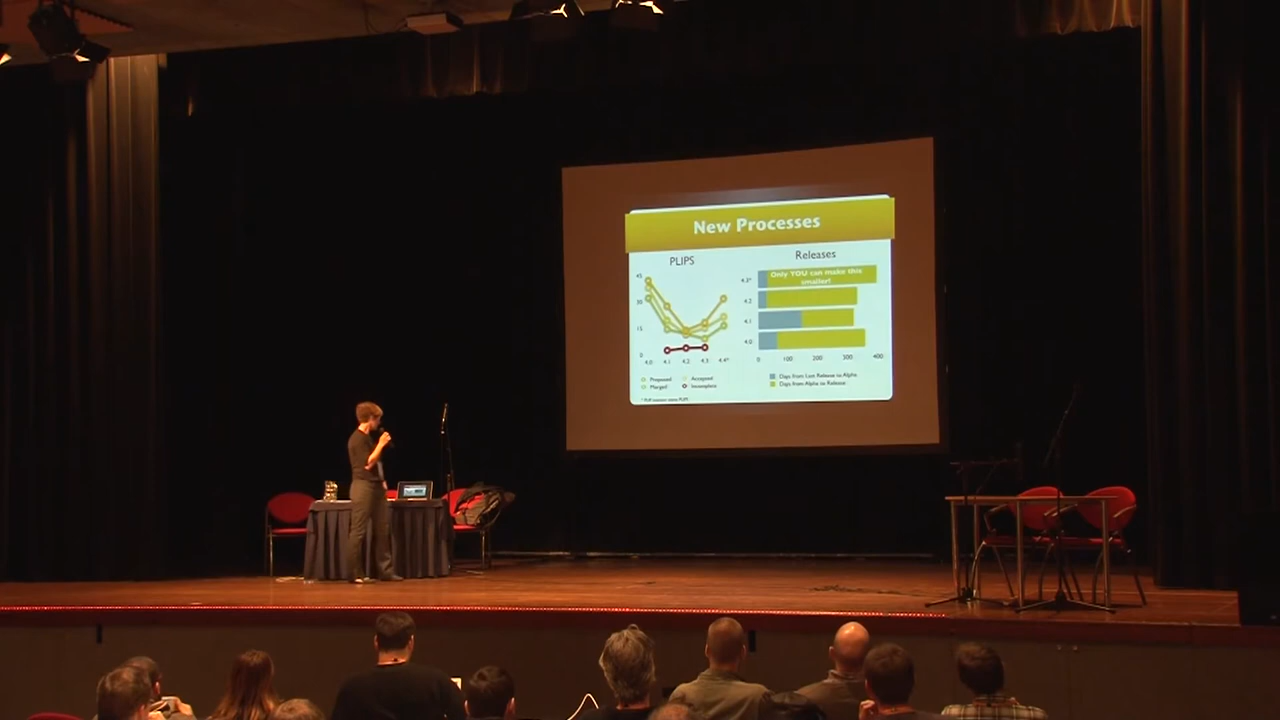 New Processes
PLIPS
45
30
15
0
4.0 4.1 4.2 4.3 4.4*
Proposed Accepted
Merged Incomplete
Releases
4.3*
Only YOU can make this
smaller!
4.2
4.1
4.0
0 100 200 300 400
Days from Last Release to Alpha
Days from Alpha to Release